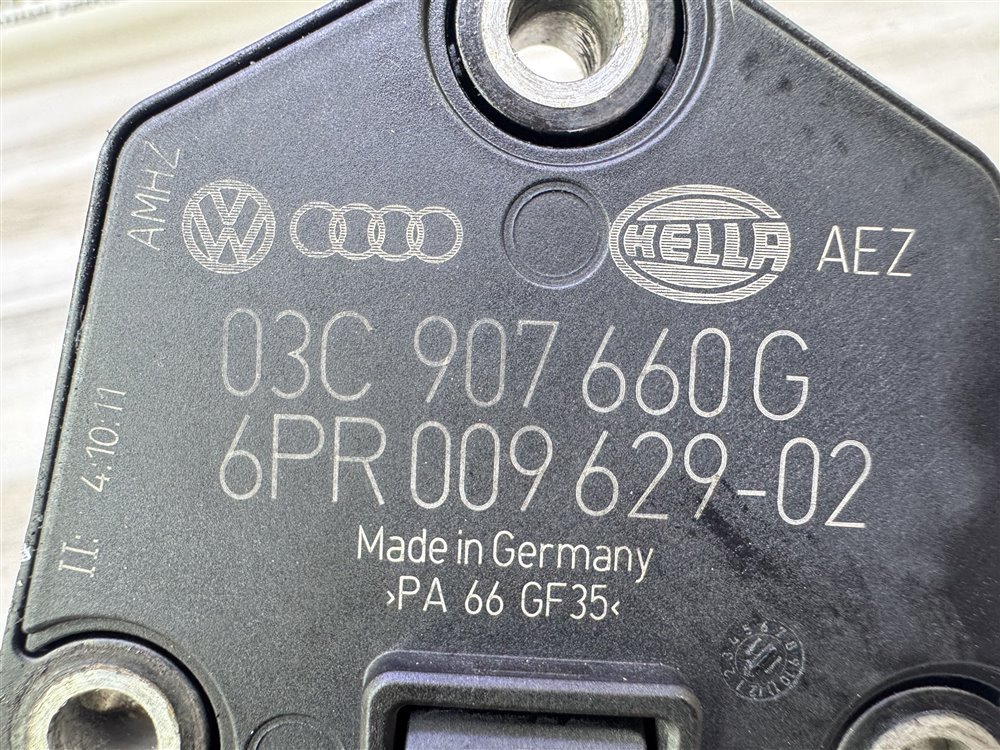 AMHZ
HELLA AEZ
03C 907 660 G
6PR 009 629-02
II: 4:10:11
Made in Germany
>PA 66 GF35<